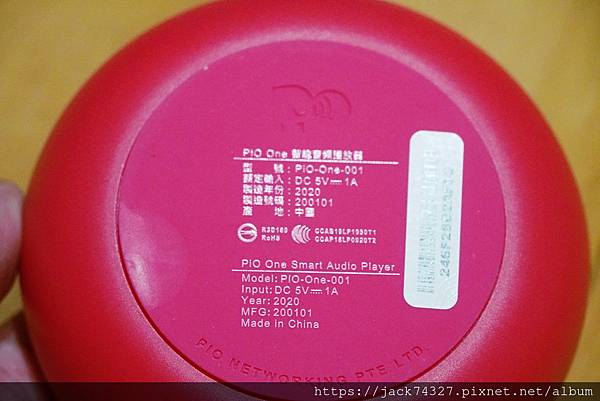 PiO
PiO One 智能音頻播放器
型 號：PiO-One-001
額定輸入：DC 5V⎓1A
製造年份：2020
製造號碼：200101
產 地：中國
RoHS
PiO One Smart Audio Player
Model: PiO-One-001
Input: DC 5V⎓1A
Year: 2020
MFG: 200101
Made in China
PIO NETWORKING PTE LTD.
https://jack74327.pixnet.net/album